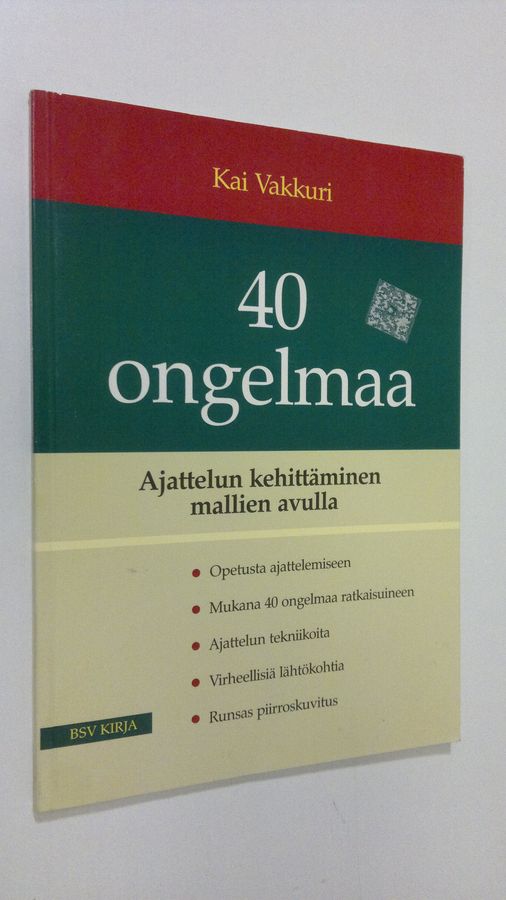 Kai Vakkuri
40
ongelmaa
Ajattelun kehittäminen
mallien avulla
• Opetusta ajattelemiseen
• Mukana 40 ongelmaa ratkaisuineen
• Ajattelun tekniikoita
• Virheellisiä lähtökohtia
• Runsas piirroskuvitus
BSV KIRJA